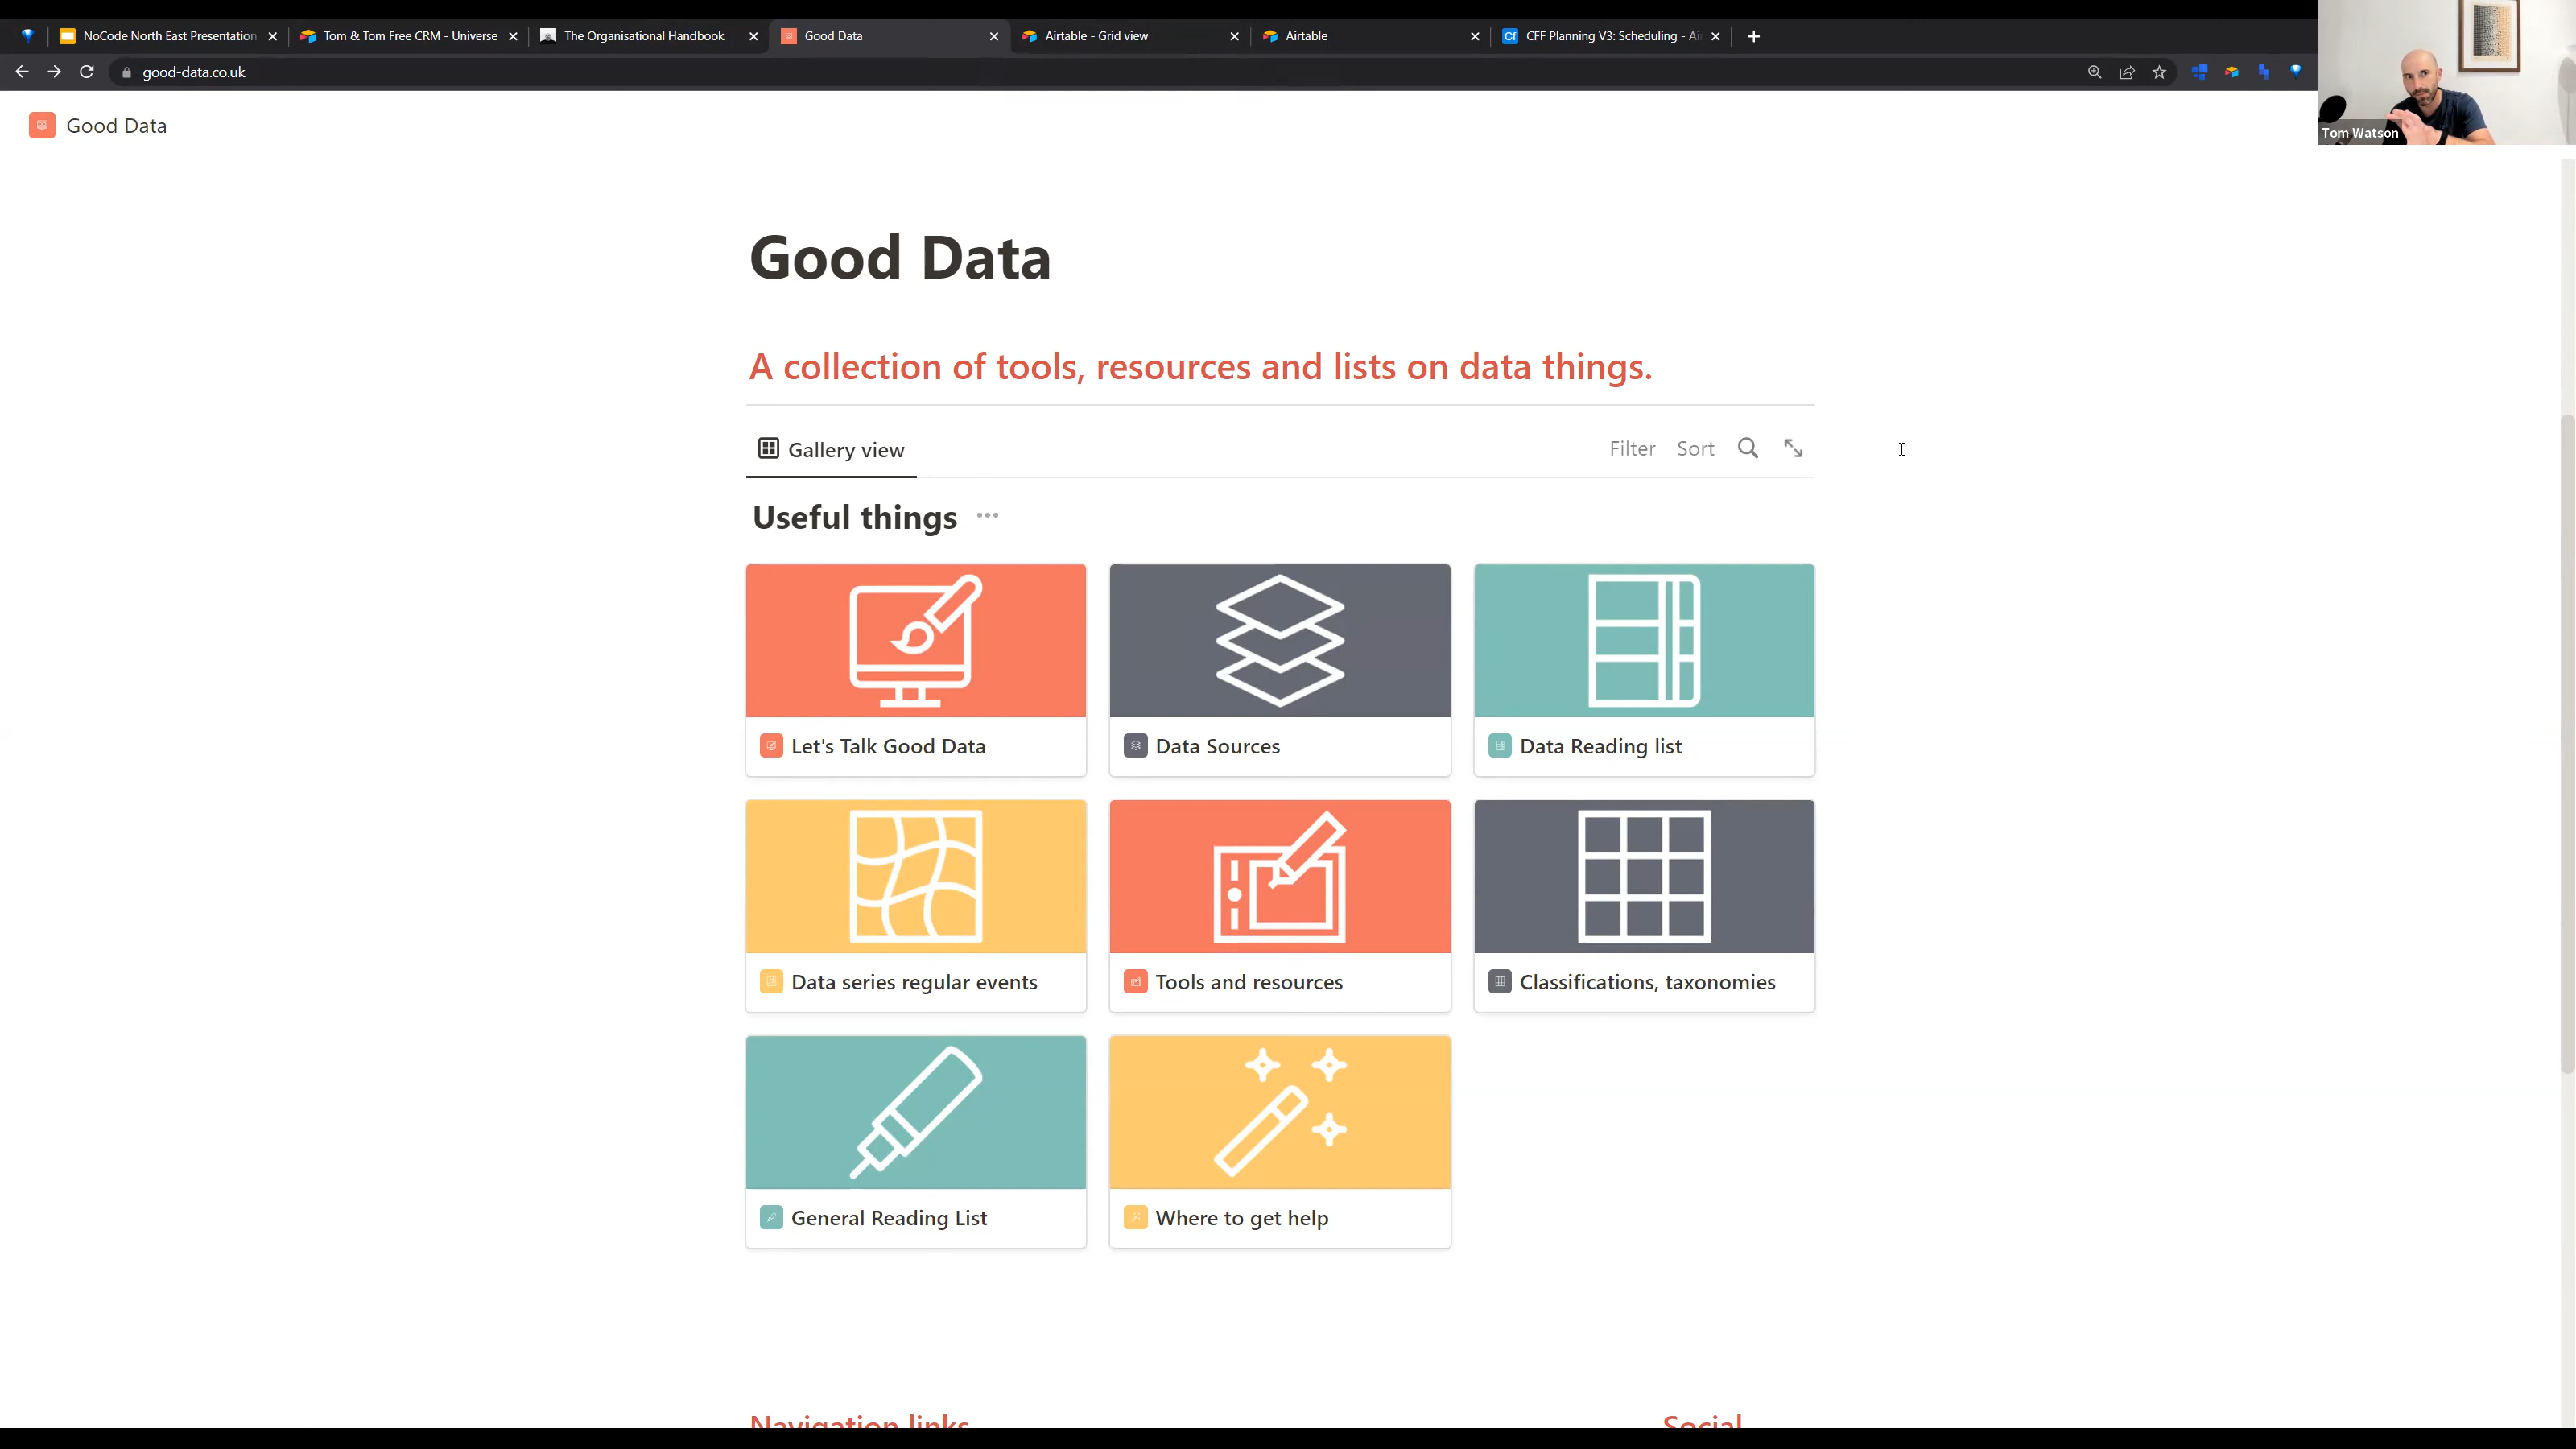 NoCode North East Presentation
Tom & Tom Free CRM - Universe
The Organisational Handbook
Good Data
Airtable - Grid view
Airtable
CFF Planning V3: Scheduling - Ai
good-data.co.uk
Tom Watson
Good Data
Good Data
A collection of tools, resources and lists on data things.
Gallery view
Filter
Sort
Useful things
Let's Talk Good Data
Data Sources
Data Reading list
Data series regular events
Tools and resources
Classifications, taxonomies
General Reading List
Where to get help
Navigation links
Social